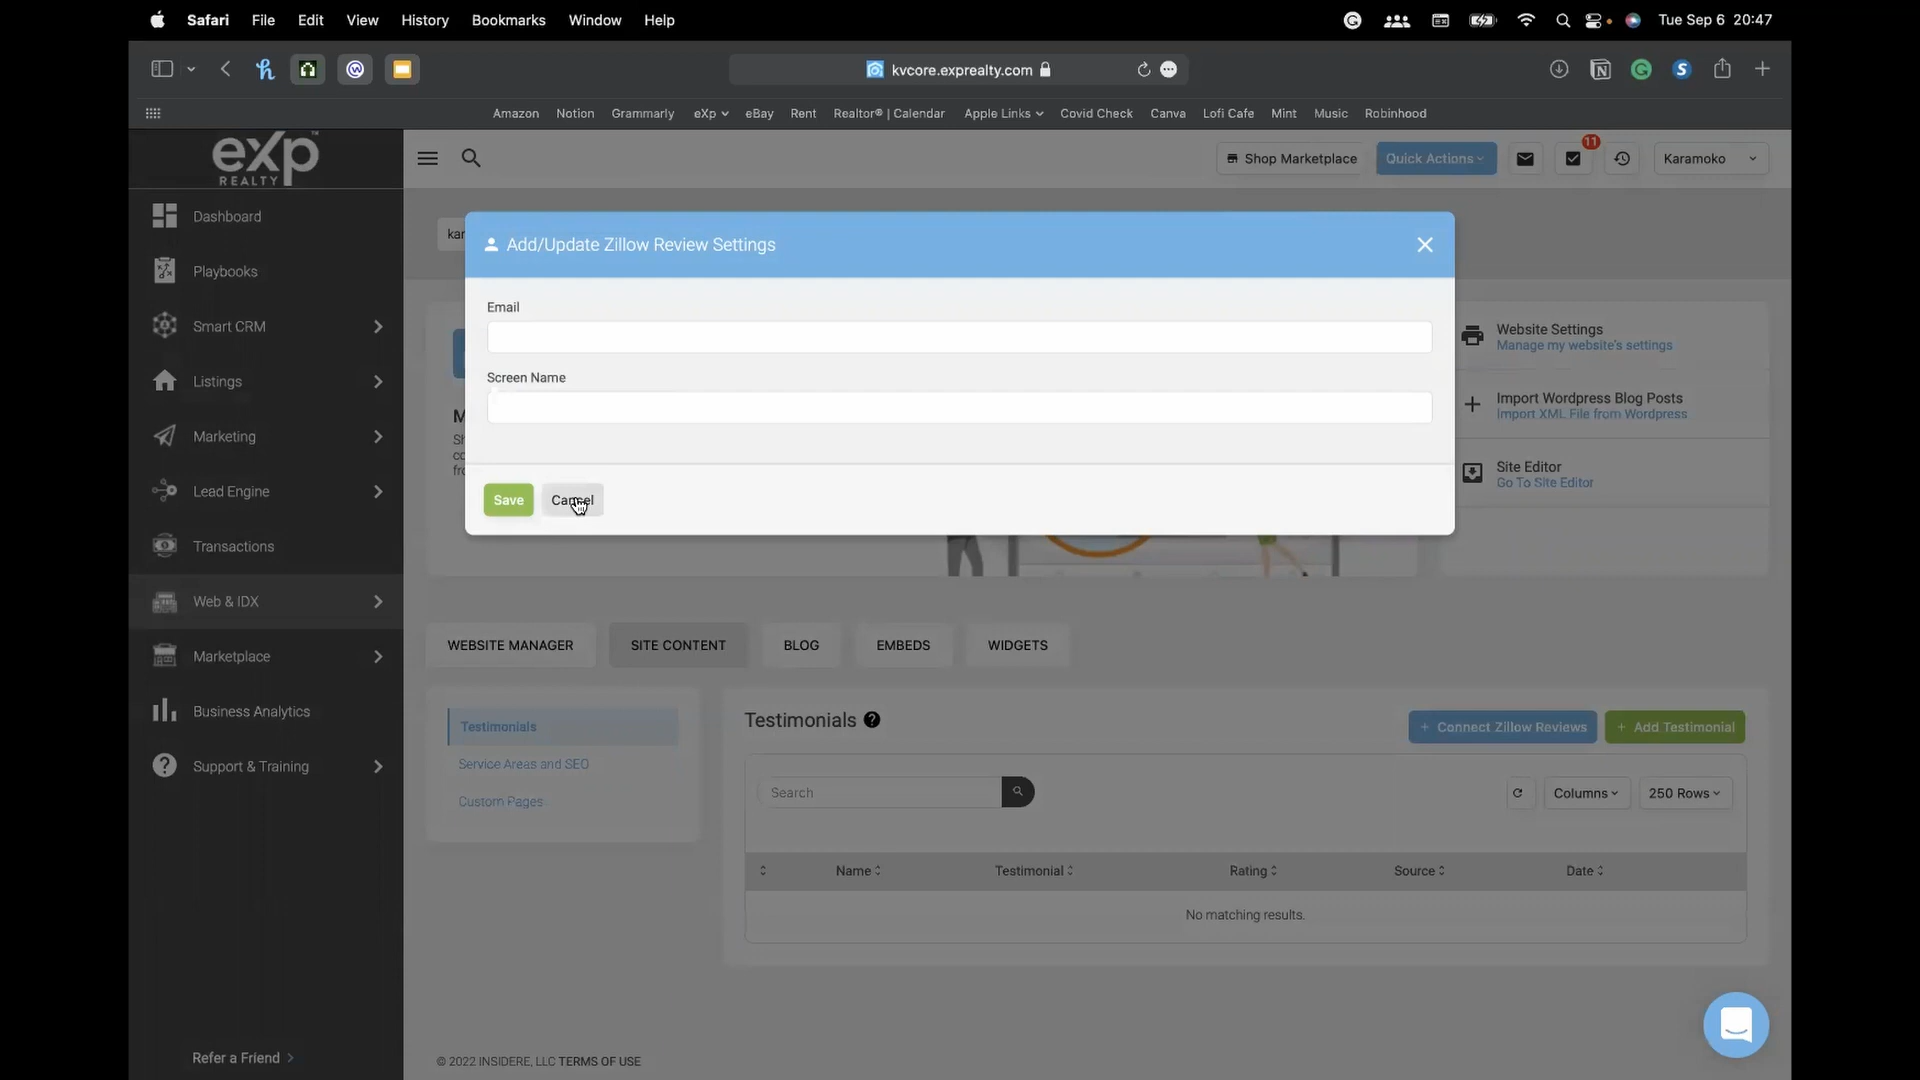 Safari File Edit View History Bookmarks Window Help Tue Sep 6 20:47
kvcore.exprealty.com
Amazon Notion Grammarly eXp eBay Rent Realtor® | Calendar Apple Links Covid Check Canva Lofi Cafe Mint Music Robinhood
eXp REALTY
Shop Marketplace Quick Actions 11 Karamoko
Dashboard
Playbooks
Smart CRM
Listings
Marketing
Lead Engine
Transactions
Web & IDX
Marketplace
Business Analytics
Support & Training
Refer a Friend
Add/Update Zillow Review Settings
Email
Screen Name
Save Cancel
Website Settings
Manage my website's settings
Import Wordpress Blog Posts
Import XML File from Wordpress
Site Editor
Go To Site Editor
WEBSITE MANAGER SITE CONTENT BLOG EMBEDS WIDGETS
Testimonials
Service Areas and SEO
Custom Pages
Testimonials ?
+ Connect Zillow Reviews + Add Testimonial
Search
Columns 250 Rows
Name Testimonial Rating Source Date
No matching results.
© 2022 INSIDERE, LLC TERMS OF USE